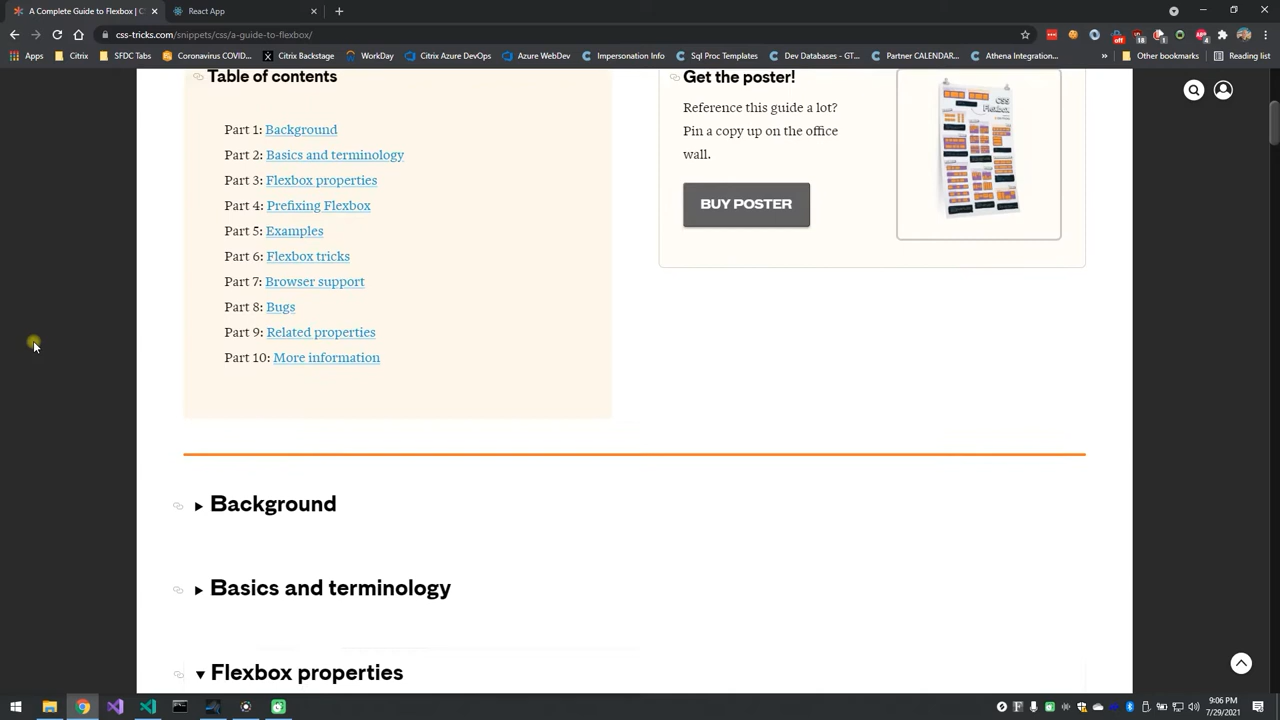 A Complete Guide to Flexbox | C
React App
css-tricks.com/snippets/css/a-guide-to-flexbox/
Apps
Citrix
SFDC Tabs
Coronavirus COVID...
Citrix Backstage
WorkDay
Citrix Azure DevOps
Azure WebDev
Impersonation Info
Sql Proc Templates
Dev Databases - GT...
Partner CALENDAR...
Athena Integration...
»
Other bookmarks
Reading list
Table of contents
Part 1: Background
Part 2: Basics and terminology
Part 3: Flexbox properties
Part 4: Prefixing Flexbox
Part 5: Examples
Part 6: Flexbox tricks
Part 7: Browser support
Part 8: Bugs
Part 9: Related properties
Part 10: More information
Get the poster!
Reference this guide a lot?
Pin a copy up on the office
wall.
BUY POSTER
CSS
Flexbox
Background
Basics and terminology
Flexbox properties
9:06 PM
7/29/2021